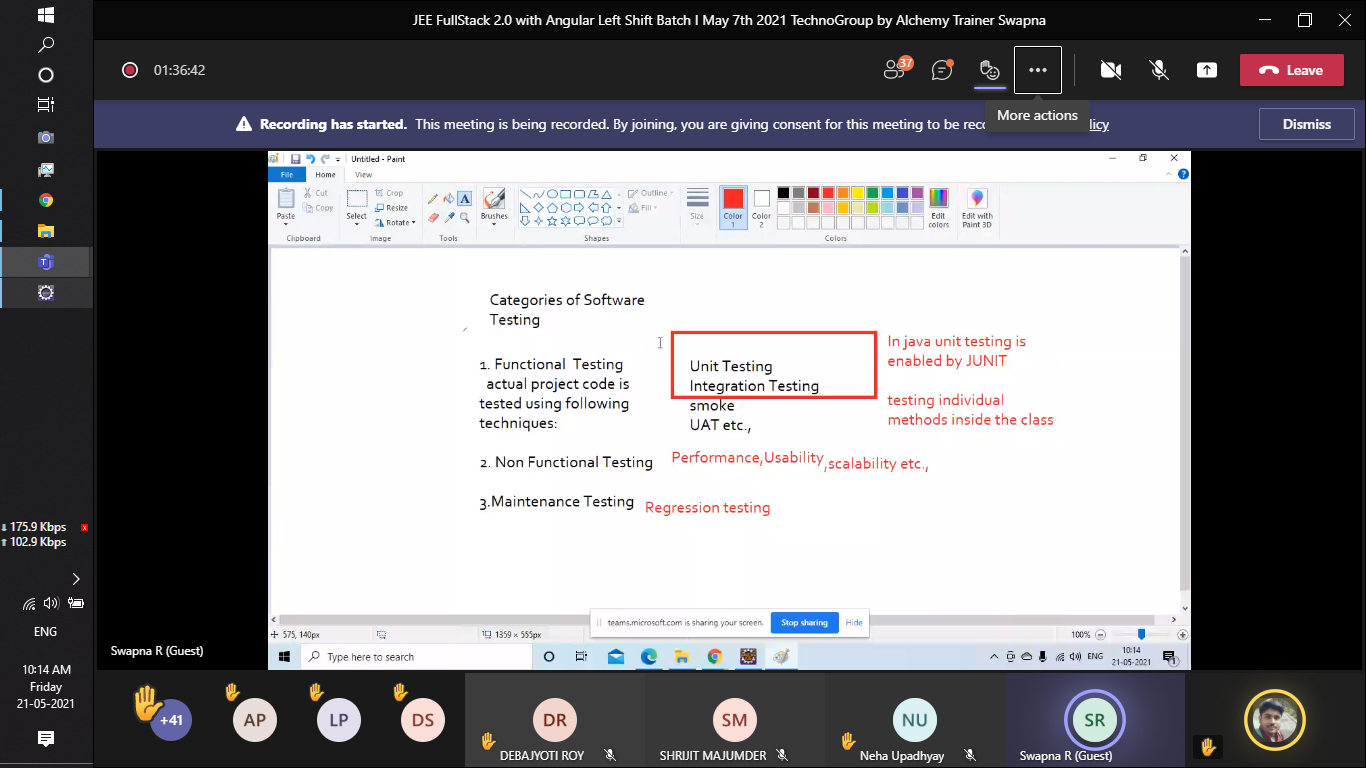 JEE FullStack 2.0 with Angular Left Shift Batch I May 7th 2021 TechnoGroup by Alchemy Trainer Swapna
01:36:42
37
Leave
More actions
Recording has started. This meeting is being recorded. By joining, you are giving consent for this meeting to be reco
licy
Dismiss
Untitled - Paint
File
Home
View
Paste
Cut
Copy
Clipboard
Select
Crop
Resize
Rotate
Image
A
Tools
Brushes
Outline
Fill
Shapes
Size
Color
1
Color
2
Edit
colors
Colors
Edit with
Paint 3D
Categories of Software
Testing
1. Functional Testing
actual project code is
tested using following
techniques:
Unit Testing
Integration Testing
smoke
UAT etc.,
In java unit testing is
enabled by JUNIT
testing individual
methods inside the class
2. Non Functional Testing
Performance,Usability
,scalability etc.,
3.Maintenance Testing
Regression testing
teams.microsoft.com is sharing your screen.
Stop sharing
Hide
575, 140px
1359 × 555px
100%
Type here to search
ENG
10:14
21-05-2021
1
Swapna R (Guest)
175.9 Kbps
x
102.9 Kbps
ENG
10:14 AM
Friday
21-05-2021
+41
AP
LP
DS
DR
DEBAJYOTI ROY
SM
SHRIJIT MAJUMDER
NU
Neha Upadhyay
SR
Swapna R (Guest)